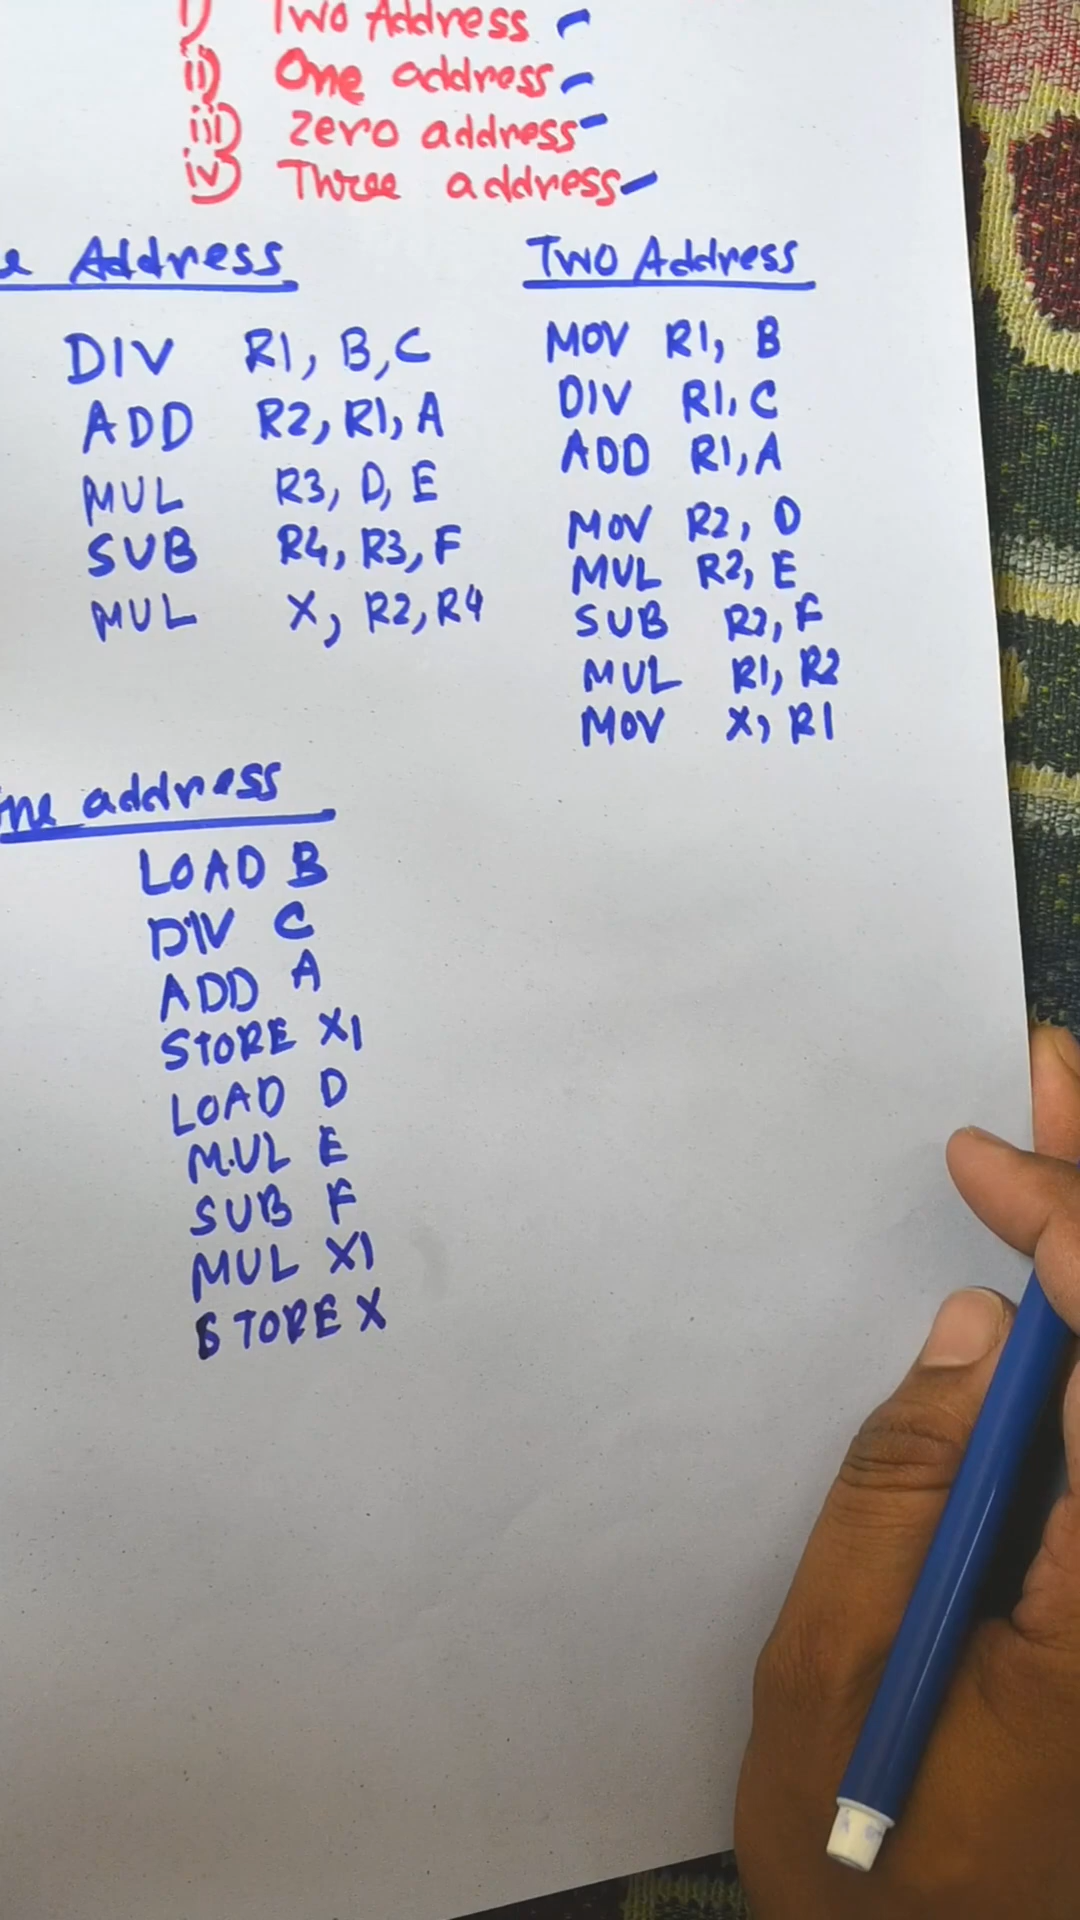 i) Two Address
ii) One address
iii) Zero address
iv) Three address
Address
DIV R1, B, C
ADD R2, R1, A
MUL R3, D, E
SUB R4, R3, F
MUL X, R2, R4
Two Address
MOV R1, B
DIV R1, C
ADD R1, A
MOV R2, D
MUL R2, E
SUB R2, F
MUL R1, R2
MOV X, R1
One address
LOAD B
DIV C
ADD A
STORE X1
LOAD D
MUL E
SUB F
MUL X1
STORE X